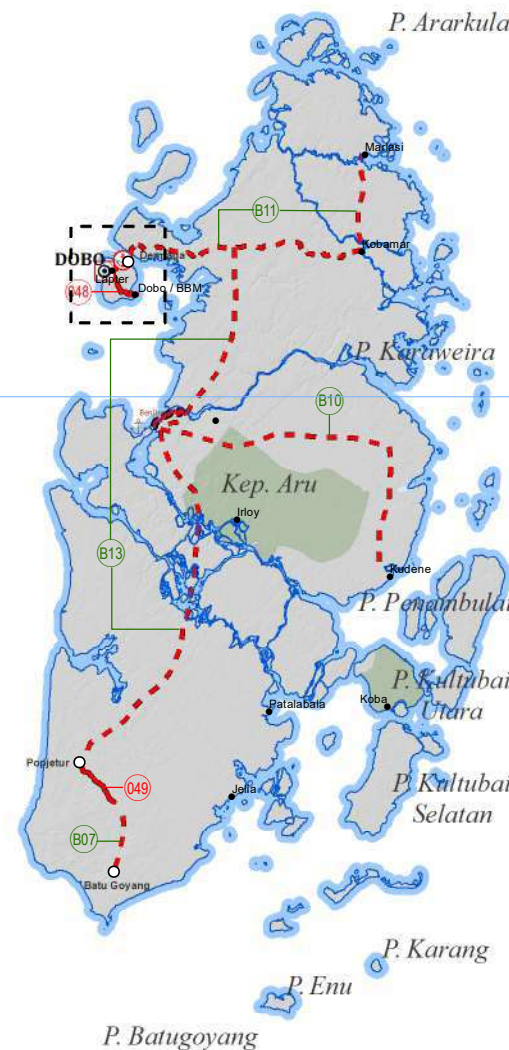 P. Ararkula
Mariasi
B11
Kobamar
DOBO
Lapter
048
Dobo / BBM
P. Karaweira
B10
Kep. Aru
Irloy
B13
Kudene
P. Penambulai
P. Kultubai
Utara
Koba
Patalabala
Popjetur
049
Jelia
P. Kultubai
Selatan
B07
Batu Goyang
P. Karang
P. Enu
P. Batugoyang